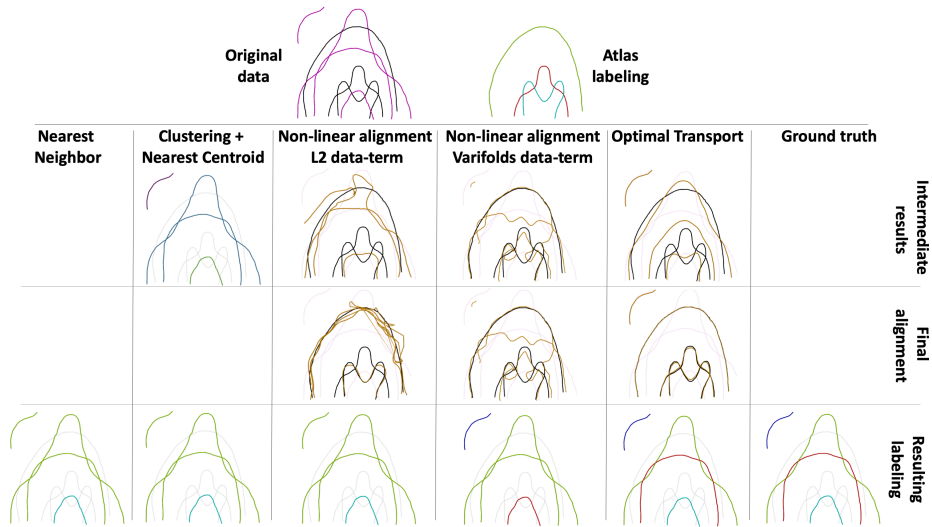 Original
data
Atlas
labeling
Nearest
Neighbor
Clustering +
Nearest Centroid
Non-linear alignment
L2 data-term
Non-linear alignment
Varifolds data-term
Optimal Transport
Ground truth
Intermediate
results
Final
alignment
Resulting
labeling